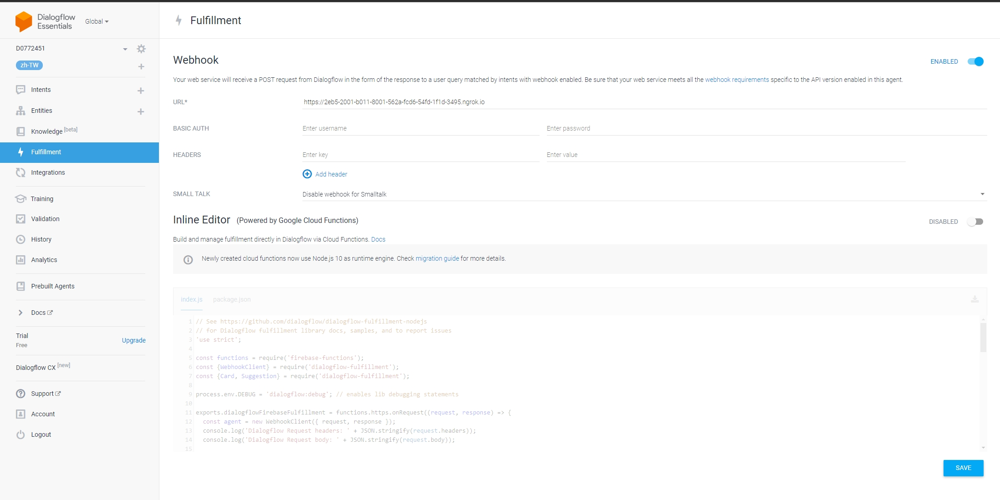 Dialogflow
Essentials
Global
D0772451
zh-TW
Intents
Entities
Knowledge [beta]
Fulfillment
Integrations
Training
Validation
History
Analytics
Prebuilt Agents
Docs
Trial
Free
Upgrade
Dialogflow CX [new]
Support
Account
Logout
Fulfillment
Webhook
ENABLED
Your web service will receive a POST request from Dialogflow in the form of the response to a user query matched by intents with webhook enabled. Be sure that your web service meets all the webhook requirements specific to the API version enabled in this agent.
URL*
https://2eb5-2001-b011-8001-562a-fcd6-54fd-1f1d-3495.ngrok.io
BASIC AUTH
Enter username
Enter password
HEADERS
Enter key
Enter value
Add header
SMALL TALK
Disable webhook for Smalltalk
Inline Editor (Powered by Google Cloud Functions)
DISABLED
Build and manage fulfillment directly in Dialogflow via Cloud Functions. Docs
Newly created cloud functions now use Node.js 10 as runtime engine. Check migration guide for more details.
index.js
package.json
1 // See https://github.com/dialogflow/dialogflow-fulfillment-nodejs
2 // for Dialogflow fulfillment library docs, samples, and to report issues
3 'use strict';
4
5 const functions = require('firebase-functions');
6 const {WebhookClient} = require('dialogflow-fulfillment');
7 const {Card, Suggestion} = require('dialogflow-fulfillment');
8
9 process.env.DEBUG = 'dialogflow:debug'; // enables lib debugging statements
10
11 exports.dialogflowFirebaseFulfillment = functions.https.onRequest((request, response) => {
12 const agent = new WebhookClient({ request, response });
13 console.log('Dialogflow Request headers: ' + JSON.stringify(request.headers));
14 console.log('Dialogflow Request body: ' + JSON.stringify(request.body));
15
SAVE